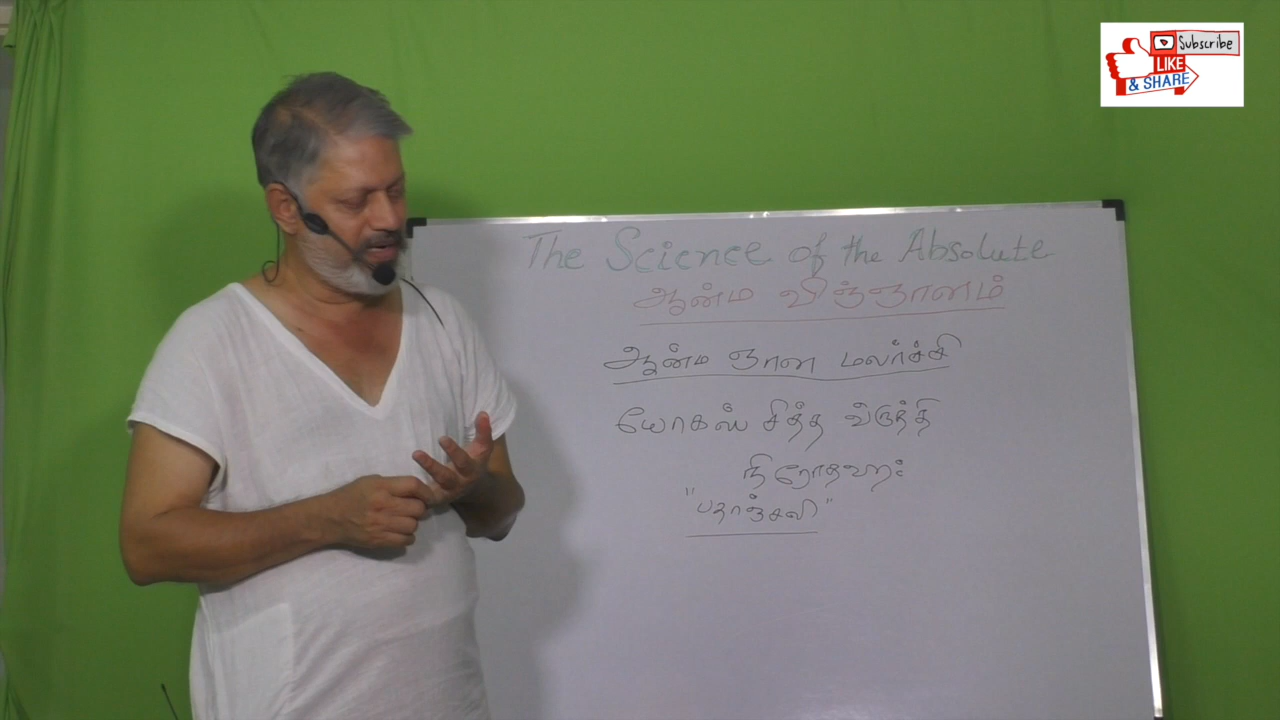 Subscribe
LIKE
& SHARE
The Science of the Absolute
ஆன்ம விஞ்ஞானம்
ஆன்ம ஞான மலர்ச்சி
யோகஸ் சித்த விருத்தி
நிரோதஹா:
"பதாஞ்சலி"